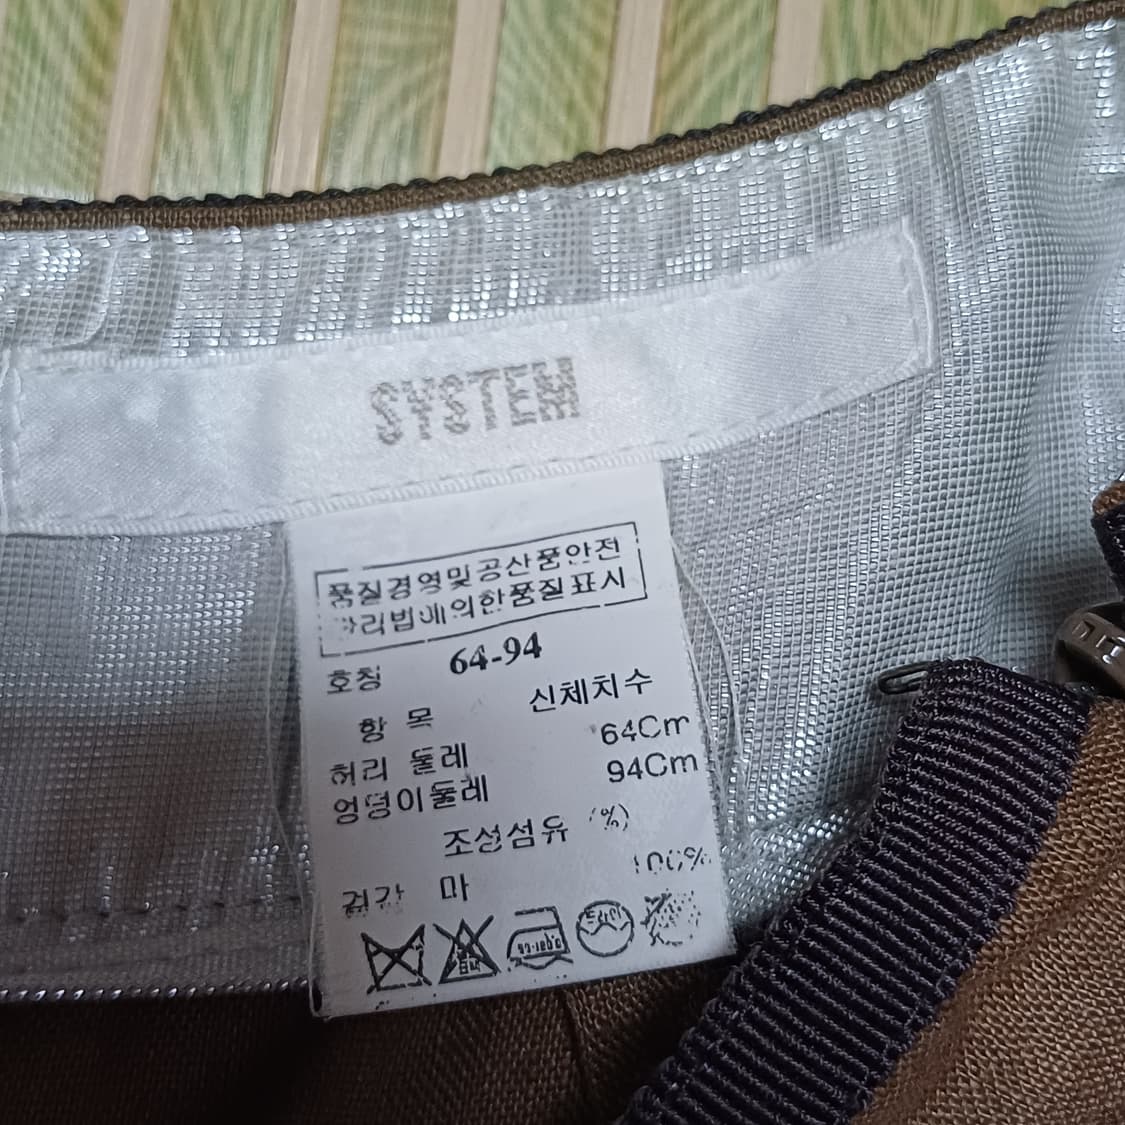 SYSTEM
품질경영및공산품안전
관리법에의한품질표시
호칭 64-94
항 목 신체치수
허리 둘레 64Cm
엉덩이둘레 94Cm
조성섬유 (%)
겉감 마 100%